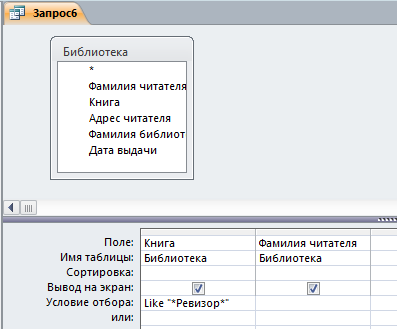 Запрос6
Библиотека
*
Фамилия читателя
Книга
Адрес читателя
Фамилия библиот
Дата выдачи
Поле: Книга Фамилия читателя
Имя таблицы: Библиотека Библиотека
Сортировка:
Вывод на экран:
Условие отбора: Like "*Ревизор*"
или: